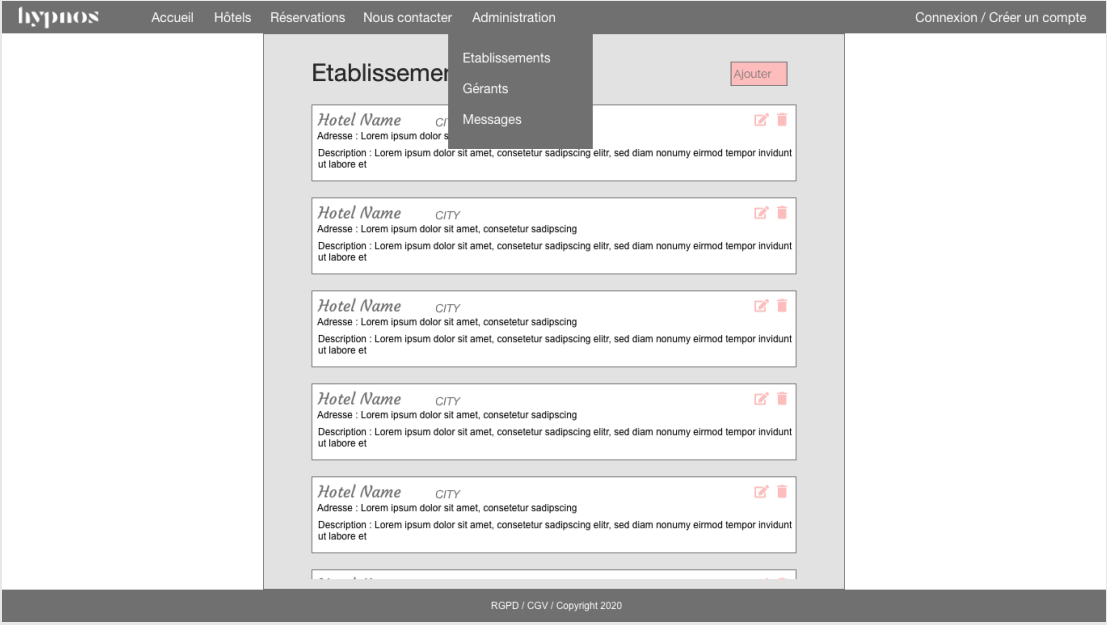 hypnos Accueil Hôtels Réservations Nous contacter Administration Connexion / Créer un compte
Etablissements
Gérants
Messages
Ajouter
Hotel Name
Adresse : Lorem ipsum dolor
Description : Lorem ipsum dolor sit amet, consetetur sadipscing elitr, sed diam nonumy eirmod tempor invidunt
ut labore et
Hotel Name CITY
Adresse : Lorem ipsum dolor sit amet, consetetur sadipscing
Description : Lorem ipsum dolor sit amet, consetetur sadipscing elitr, sed diam nonumy eirmod tempor invidunt
ut labore et
Hotel Name CITY
Adresse : Lorem ipsum dolor sit amet, consetetur sadipscing
Description : Lorem ipsum dolor sit amet, consetetur sadipscing elitr, sed diam nonumy eirmod tempor invidunt
ut labore et
Hotel Name CITY
Adresse : Lorem ipsum dolor sit amet, consetetur sadipscing
Description : Lorem ipsum dolor sit amet, consetetur sadipscing elitr, sed diam nonumy eirmod tempor invidunt
ut labore et
Hotel Name CITY
Adresse : Lorem ipsum dolor sit amet, consetetur sadipscing
Description : Lorem ipsum dolor sit amet, consetetur sadipscing elitr, sed diam nonumy eirmod tempor invidunt
ut labore et
RGPD / CGV / Copyright 2020